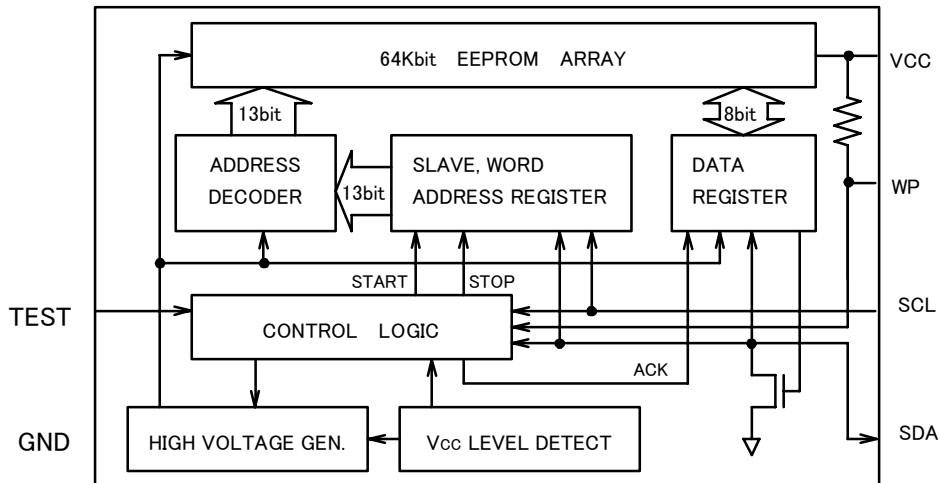 64Kbit EEPROM ARRAY
VCC
13bit
8bit
ADDRESS
DECODER
13bit
SLAVE, WORD
ADDRESS REGISTER
DATA
REGISTER
WP
START
STOP
TEST
CONTROL LOGIC
SCL
ACK
GND
HIGH VOLTAGE GEN.
Vcc LEVEL DETECT
SDA